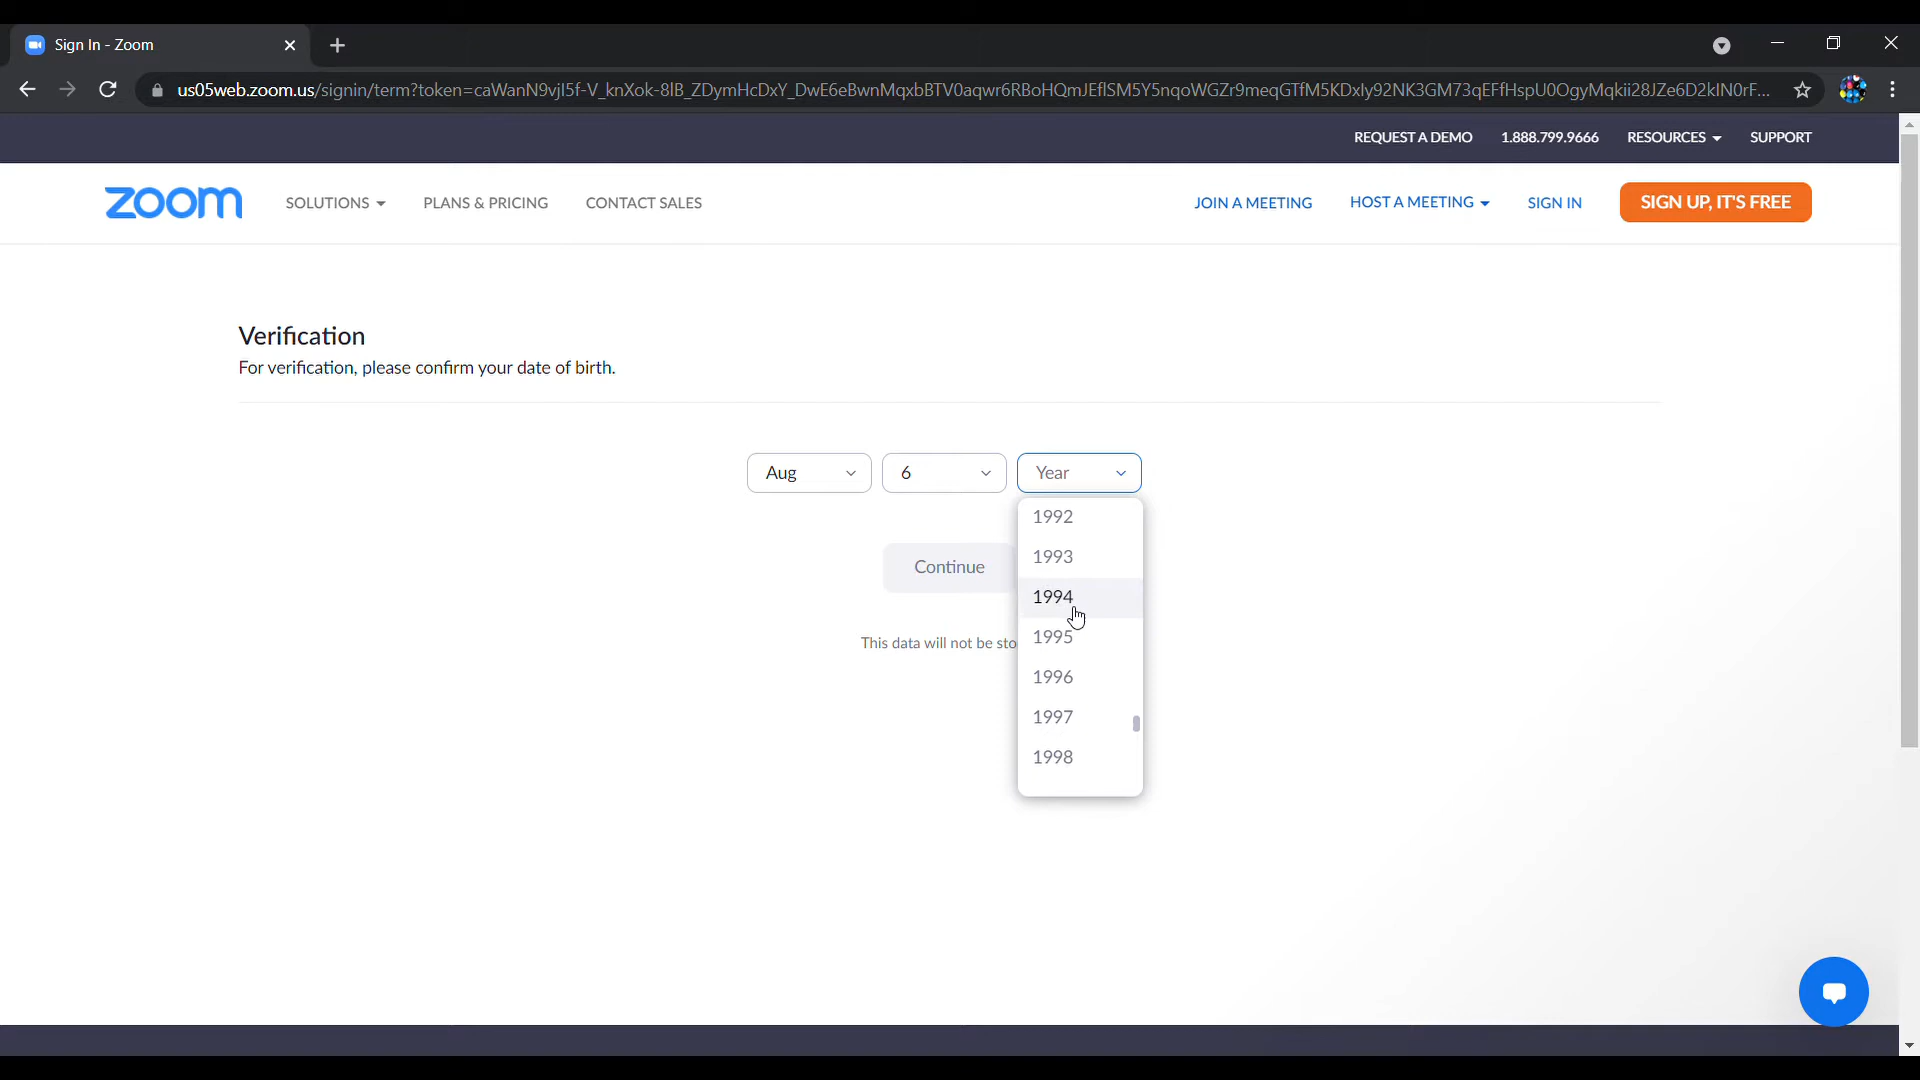 Sign In - Zoom
us05web.zoom.us/signin/term?token=caWanN9vjI5f-V_knXok-8lB_ZDymHcDxY_DwE6eBwnMqxbBTV0aqwr6RBoHQmJEflSM5Y5nqoWGZr9meqGTfM5KDxly92NK3GM73qEFfHspU0OgyMqkii28JZe6D2kIN0rF...
REQUEST A DEMO 1.888.799.9666 RESOURCES SUPPORT
zoom SOLUTIONS PLANS & PRICING CONTACT SALES JOIN A MEETING HOST A MEETING SIGN IN SIGN UP, IT'S FREE
Verification
For verification, please confirm your date of birth.
Aug 6 Year
1992
1993
Continue
1994
This data will not be sto
1995
1996
1997
1998